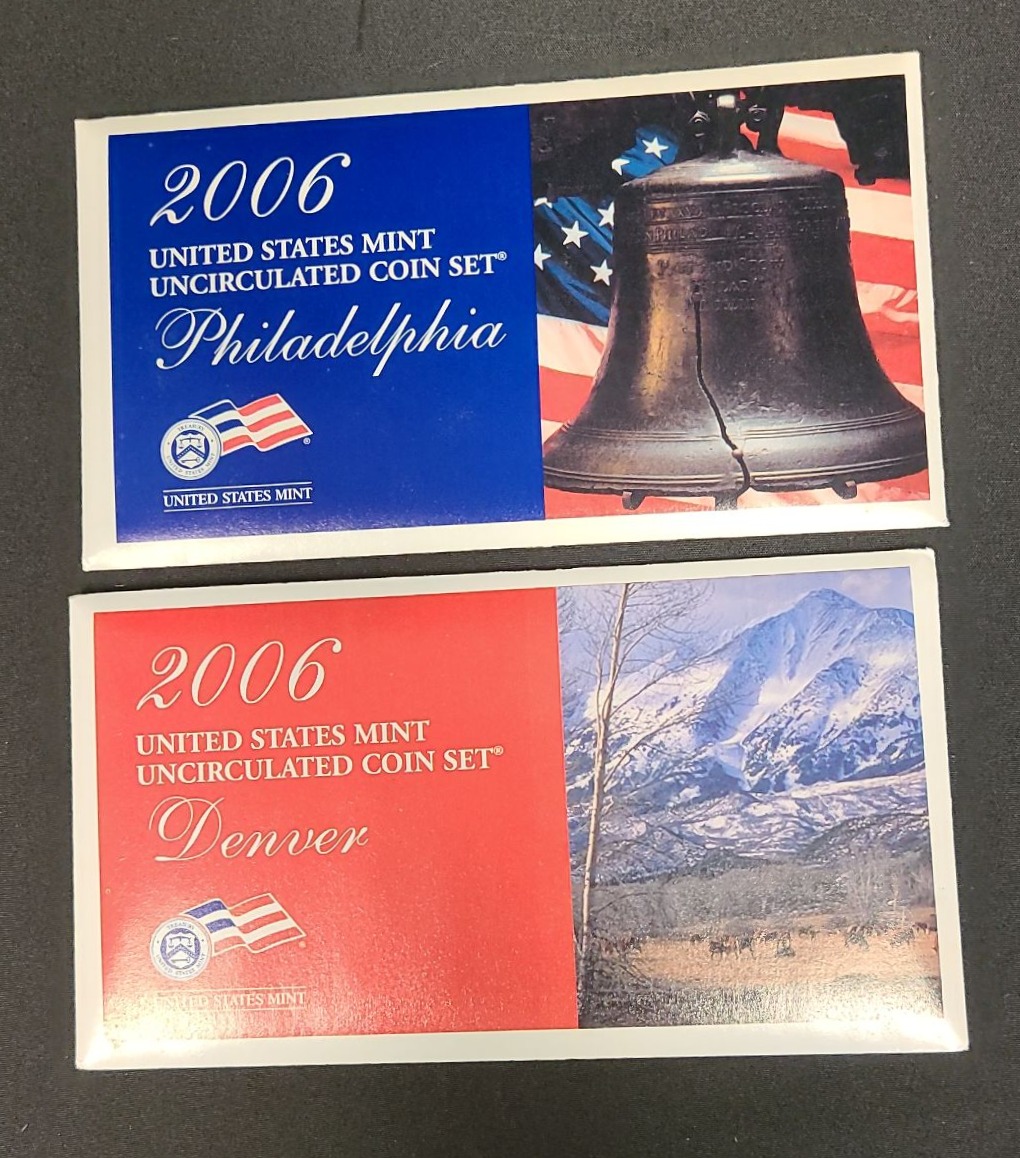 2006
UNITED STATES MINT
UNCIRCULATED COIN SET®
Philadelphia
UNITED STATES MINT
2006
UNITED STATES MINT
UNCIRCULATED COIN SET®
Denver
UNITED STATES MINT